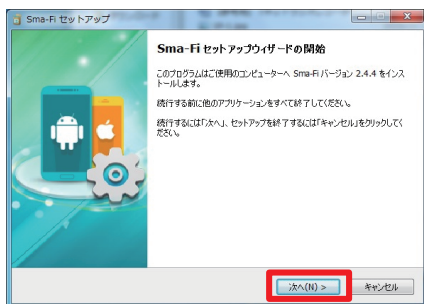 Sma-Fi セットアップ
Sma-Fi セットアップウィザードの開始
このプログラムはご使用のコンピューターへ Sma-Fi バージョン 2.4.4 をインス
トールします。
続行する前に他のアプリケーションをすべて終了してください。
続行するには「次へ」、セットアップを終了するには「キャンセル」をクリックしてく
ださい。
次へ(N) >
キャンセル